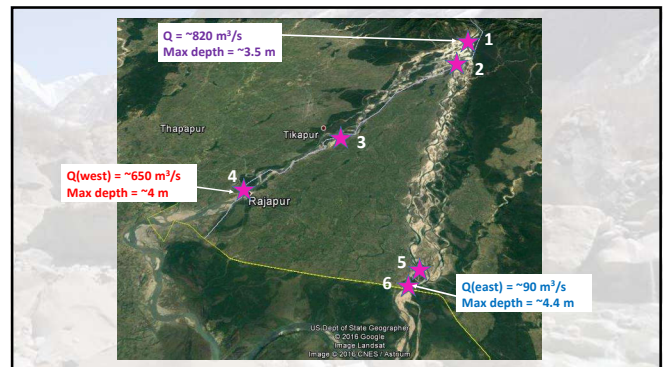 Q = ~820 m³/s
Max depth = ~3.5 m
1
2
Thapapur
Tikapur
3
Q(west) = ~650 m³/s
Max depth = ~4 m
4
Rajapur
5
6
Q(east) = ~90 m³/s
Max depth = ~4.4 m
US Dept of State Geographer
© 2016 Google
Image Landsat
Image © 2016 CNES / Astrium